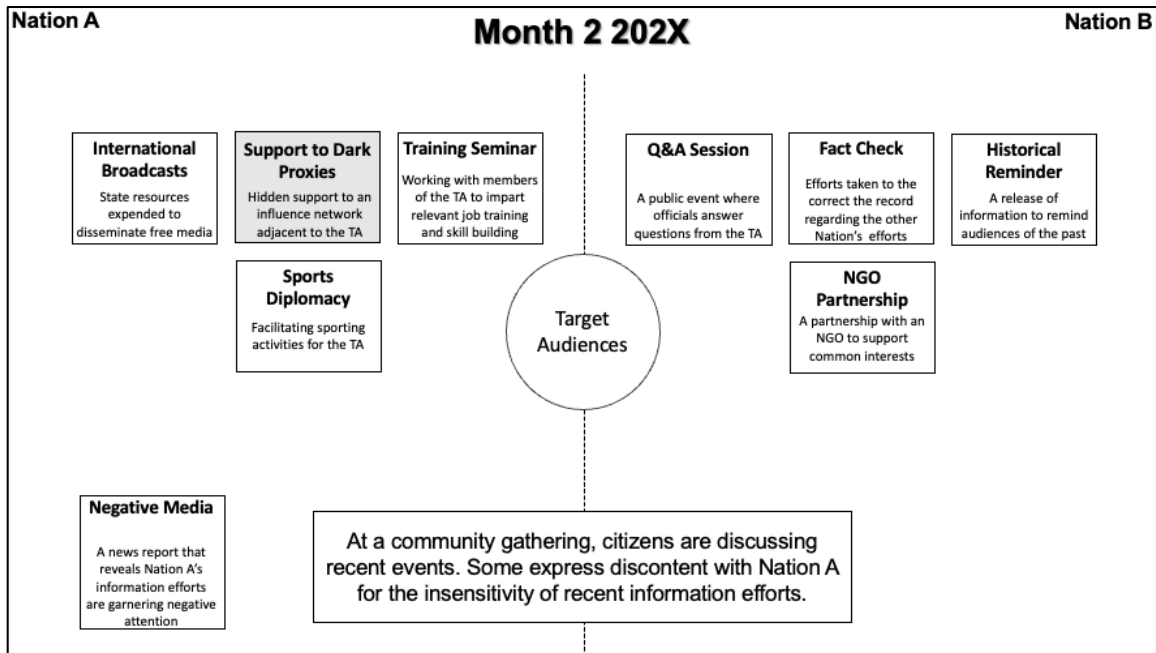 Nation A
Month 2 202X
Nation B
International
Broadcasts
State resources
expended to
disseminate free media
Support to Dark
Proxies
Hidden support to an
influence network
adjacent to the TA
Training Seminar
Working with members
of the TA to impart
relevant job training
and skill building
Q&A Session
A public event where
officials answer
questions from the TA
Fact Check
Efforts taken to the
correct the record
regarding the other
Nation's efforts
Historical
Reminder
A release of
information to remind
audiences of the past
Sports
Diplomacy
Facilitating sporting
activities for the TA
Target
Audiences
NGO
Partnership
A partnership with an
NGO to support
common interests
Negative Media
A news report that
reveals Nation A's
information efforts
are garnering negative
attention
At a community gathering, citizens are discussing
recent events. Some express discontent with Nation A
for the insensitivity of recent information efforts.